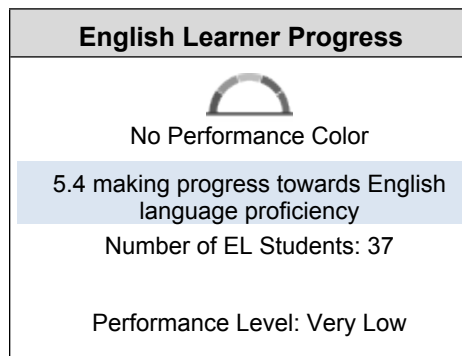 English Learner Progress
No Performance Color
5.4 making progress towards English
language proficiency
Number of EL Students: 37
Performance Level: Very Low